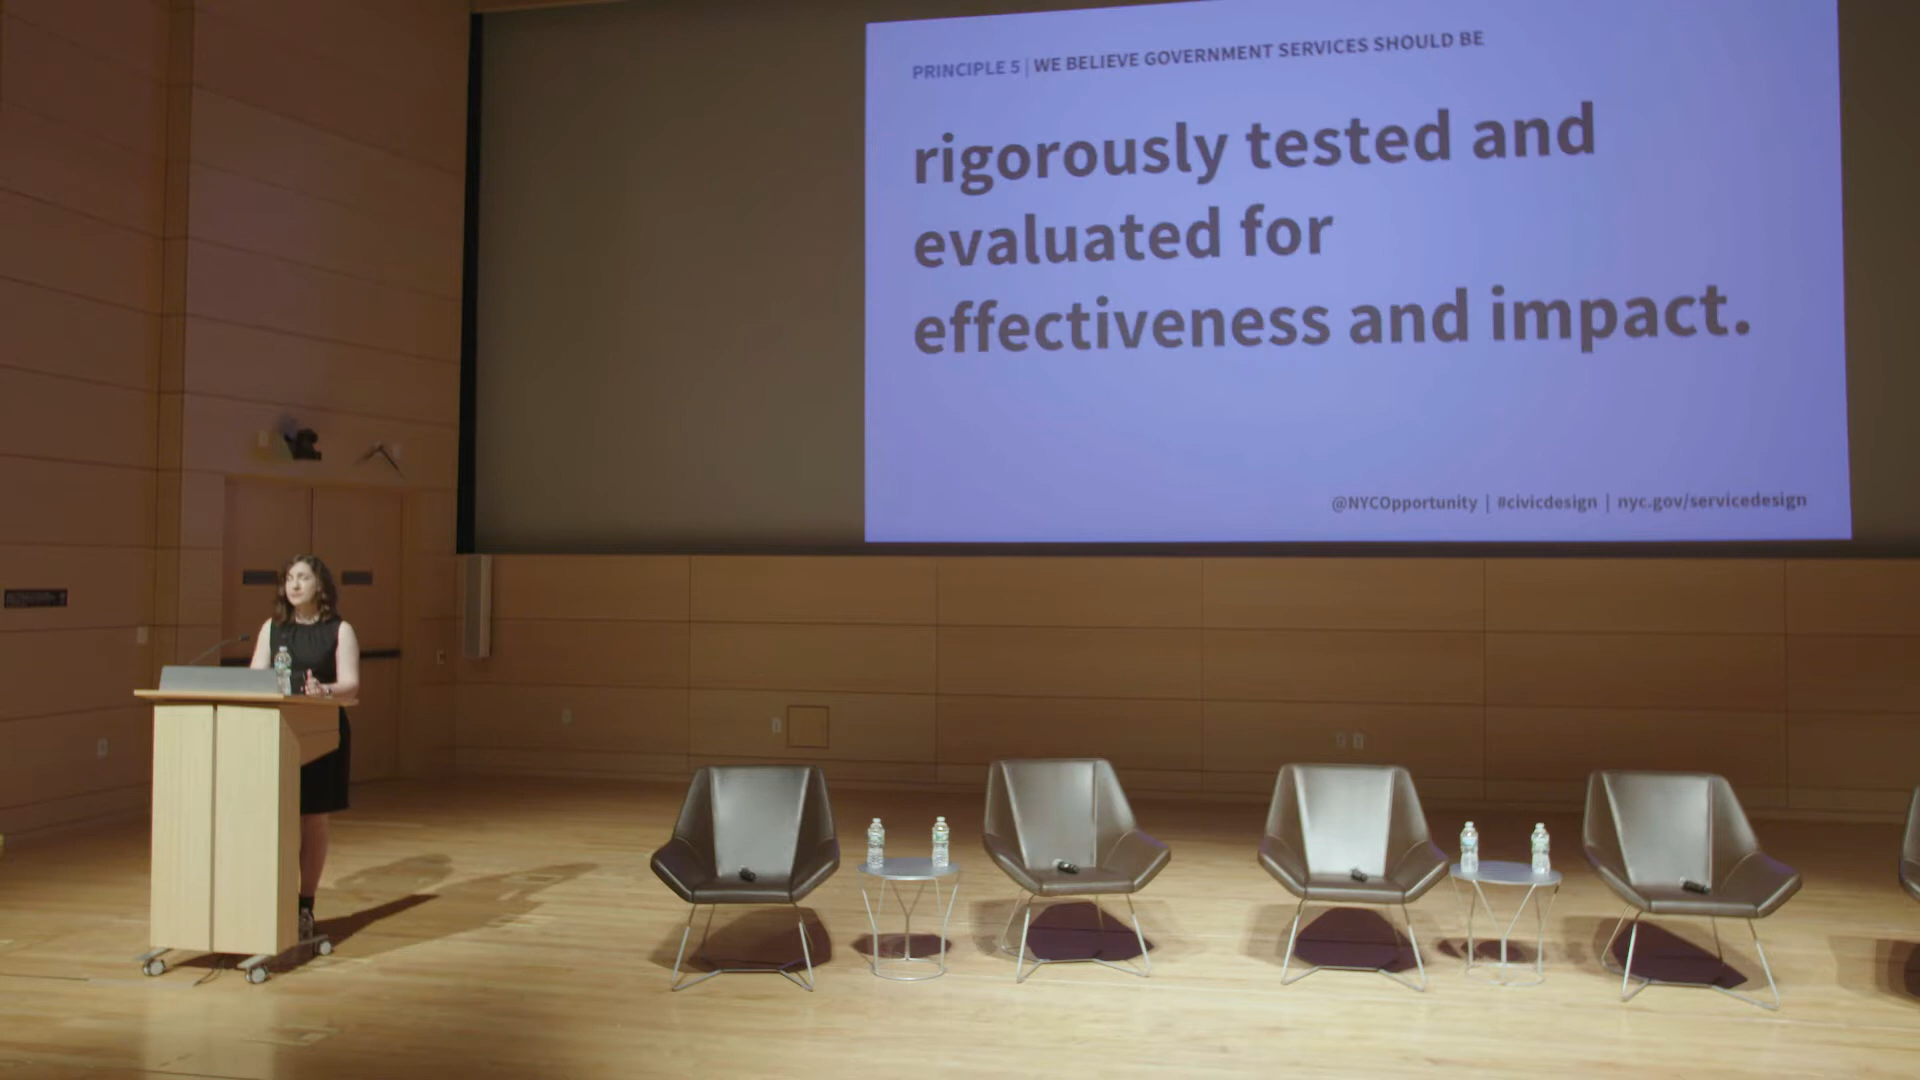 PRINCIPLE 5 | WE BELIEVE GOVERNMENT SERVICES SHOULD BE
rigorously tested and
evaluated for
effectiveness and impact.
@NYCOpportunity | #civicdesign | nyc.gov/servicedesign